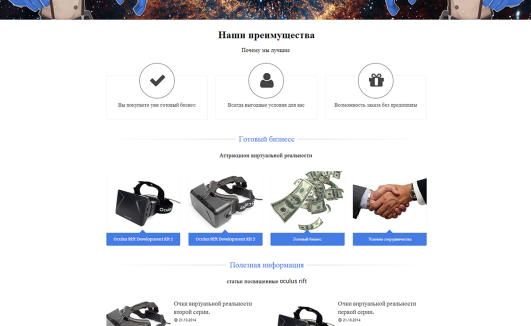 Наши преимущества
Почему мы лучшие
Вы покупаете уже готовый бизнес
Всегда выгодные условия для вас
Возможность заказа без предоплаты
Готовый бизнесс
Аттракцион виртуальной реальности
Oculus Rift Development Kit 1
Oculus Rift Development Kit 2
Готовый бизнес
Условия сотрудничества
Полезная информация
статьи посвященные oculus rift
Очки виртуальной реальности
второй серии.
21.10.2014
Очки виртуальной реальности
первой серии.
21.10.2014